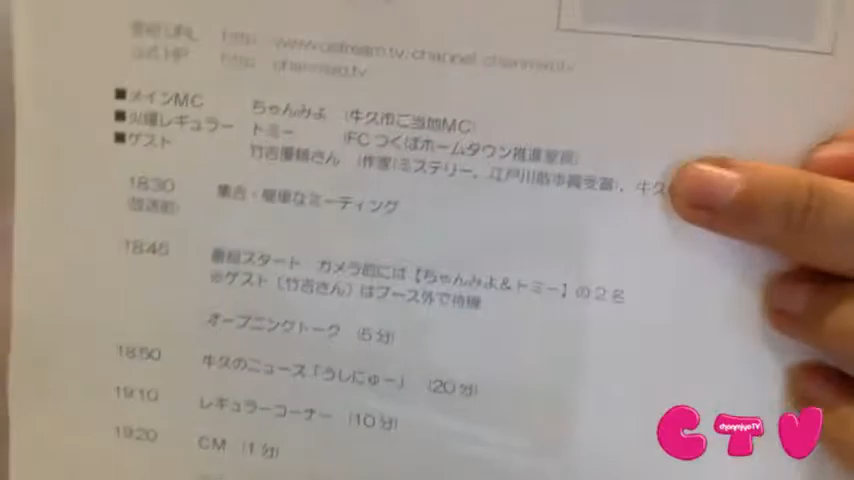 番組URL http www.ustream.tv/channel/chanmiyotv
公式HP http chanmiyo.tv
■メインMC ちゃんみよ (牛久市ご当地MC)
■火曜レギュラー トミー (FCつくばホームタウン推進室長)
■ゲスト 竹吉優輔さん (作家(ミステリー、江戸川乱歩賞受賞)、牛久
18:30 集合・簡単なミーティング
(放送前)
18:45 番組スタート カメラ前には【ちゃんみよ&トミー】の2名
※ゲスト(竹吉さん)はブース外で待機
オープニングトーク (5分)
18:50 牛久のニュース「うしにゅー」 (20分)
19:10 レギュラーコーナー (10分)
19:20 CM (1分)
chanmiyoTV
CTV